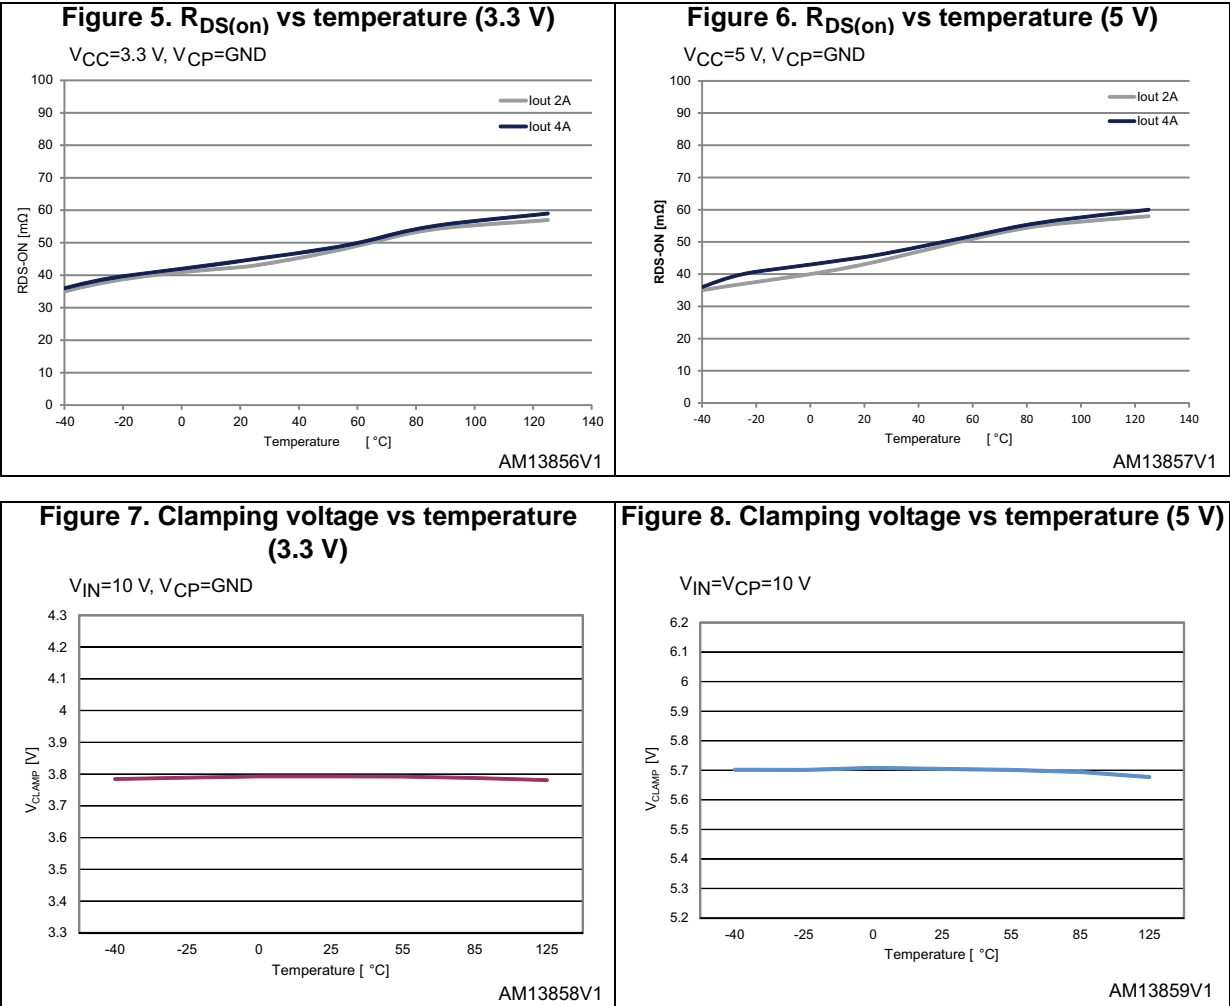 Figure 5. RDS(on) vs temperature (3.3 V)
VCC=3.3 V, VCP=GND
100
90
80
70
60
50
40
30
20
10
0
RDS-ON [mΩ]
Iout 2A
Iout 4A
-40 -20 0 20 40 60 80 100 120 140
Temperature [ °C]
AM13856V1
Figure 6. RDS(on) vs temperature (5 V)
VCC=5 V, VCP=GND
100
90
80
70
60
50
40
30
20
10
0
RDS-ON [mΩ]
Iout 2A
Iout 4A
-40 -20 0 20 40 60 80 100 120 140
Temperature [ °C]
AM13857V1
Figure 7. Clamping voltage vs temperature
(3.3 V)
VIN=10 V, VCP=GND
4.3
4.2
4.1
4
3.9
3.8
3.7
3.6
3.5
3.4
3.3
VCLAMP [V]
-40 -25 0 25 55 85 125
Temperature [ °C]
AM13858V1
Figure 8. Clamping voltage vs temperature (5 V)
VIN=VCP=10 V
6.2
6.1
6
5.9
5.8
5.7
5.6
5.5
5.4
5.3
5.2
VCLAMP [V]
-40 -25 0 25 55 85 125
Temperature [ °C]
AM13859V1